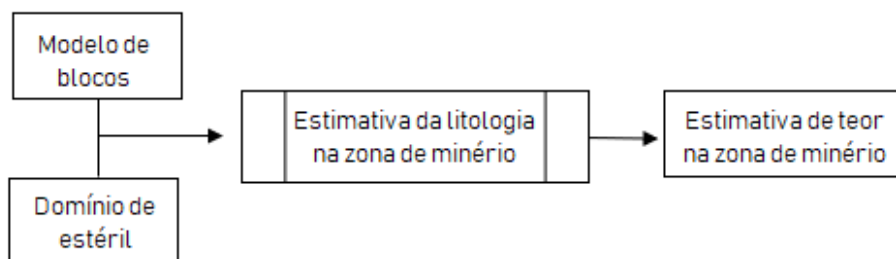 Modelo de
blocos
Estimativa da litologia
na zona de minério
Estimativa de teor
na zona de minério
Domínio de
estéril